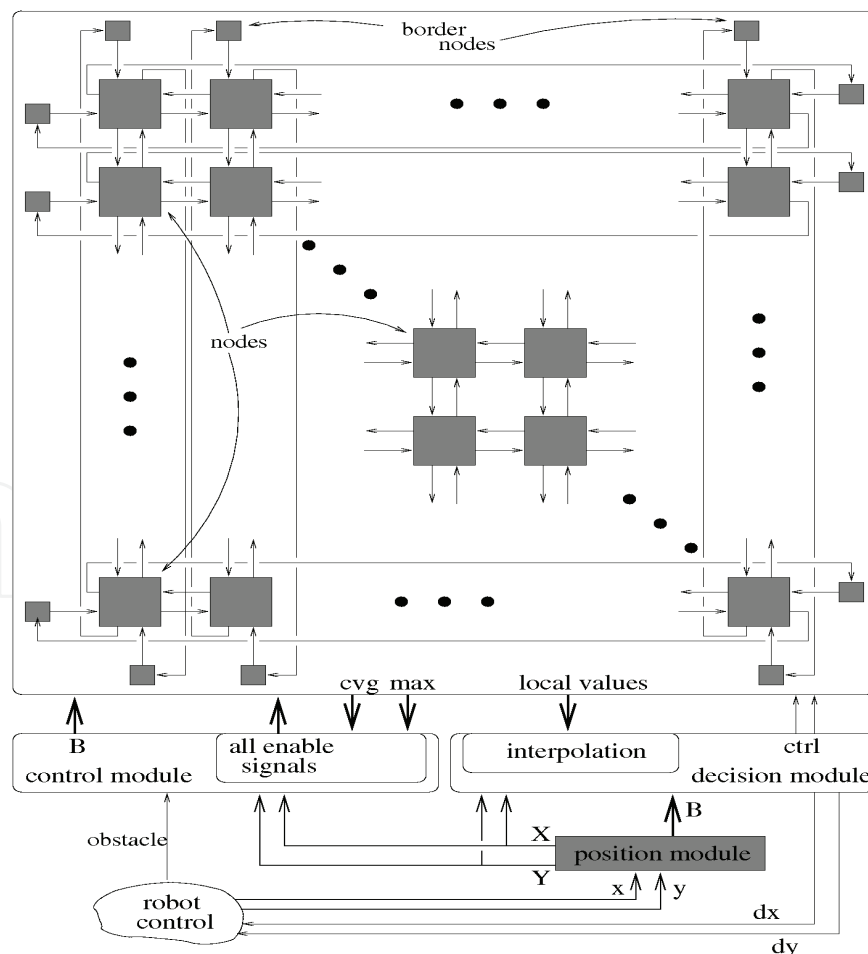 border
nodes
nodes
cvg max
local values
B
control module
all enable
signals
interpolation
ctrl
decision module
obstacle
X
B
Y
position module
x
y
robot
control
dx
dy